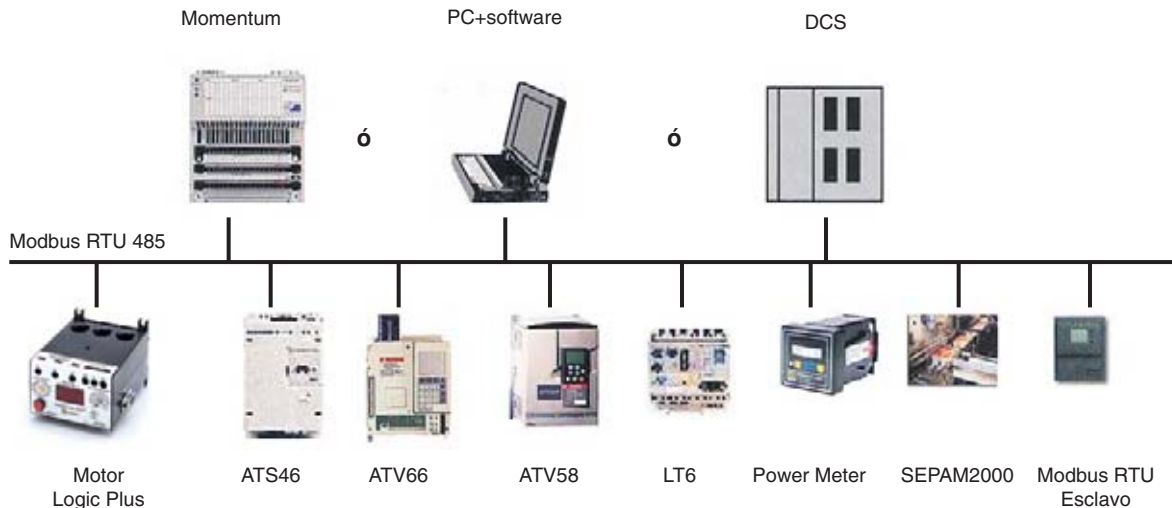 Momentum
PC+software
DCS
ó
ó
Modbus RTU 485
Motor
Logic Plus
ATS46
ATV66
ATV58
LT6
Power Meter
SEPAM2000
Modbus RTU
Esclavo